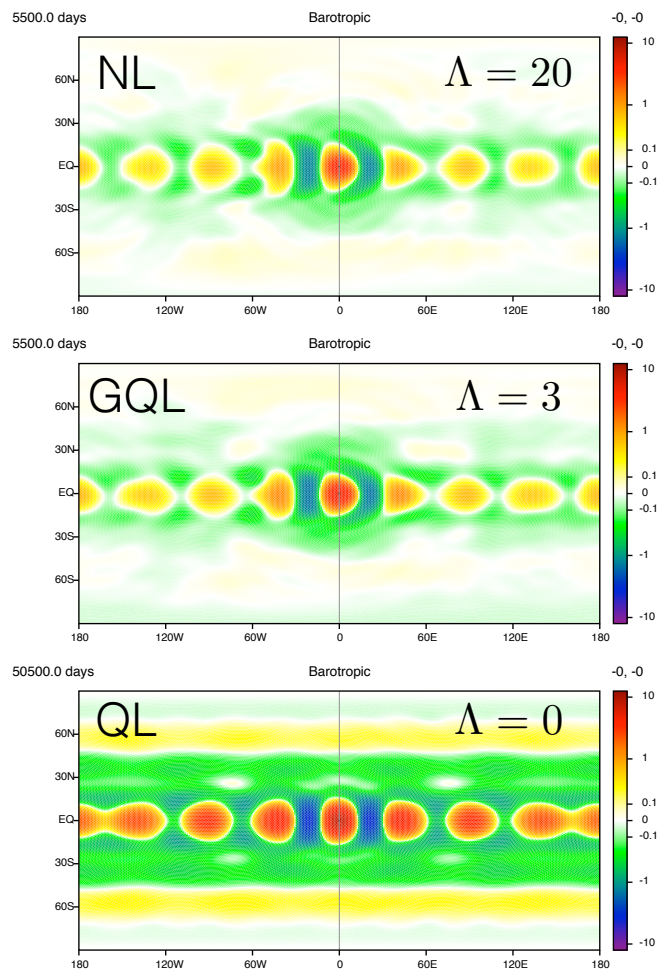 5500.0 days Barotropic -0, -0
NL Λ = 20
10
1
0.1
0
-0.1
-1
-10
60N
30N
EQ
30S
60S
180 120W 60W 0 60E 120E 180
5500.0 days Barotropic -0, -0
GQL Λ = 3
10
1
0.1
0
-0.1
-1
-10
60N
30N
EQ
30S
60S
180 120W 60W 0 60E 120E 180
50500.0 days Barotropic -0, -0
QL Λ = 0
10
1
0.1
0
-0.1
-1
-10
60N
30N
EQ
30S
60S
180 120W 60W 0 60E 120E 180